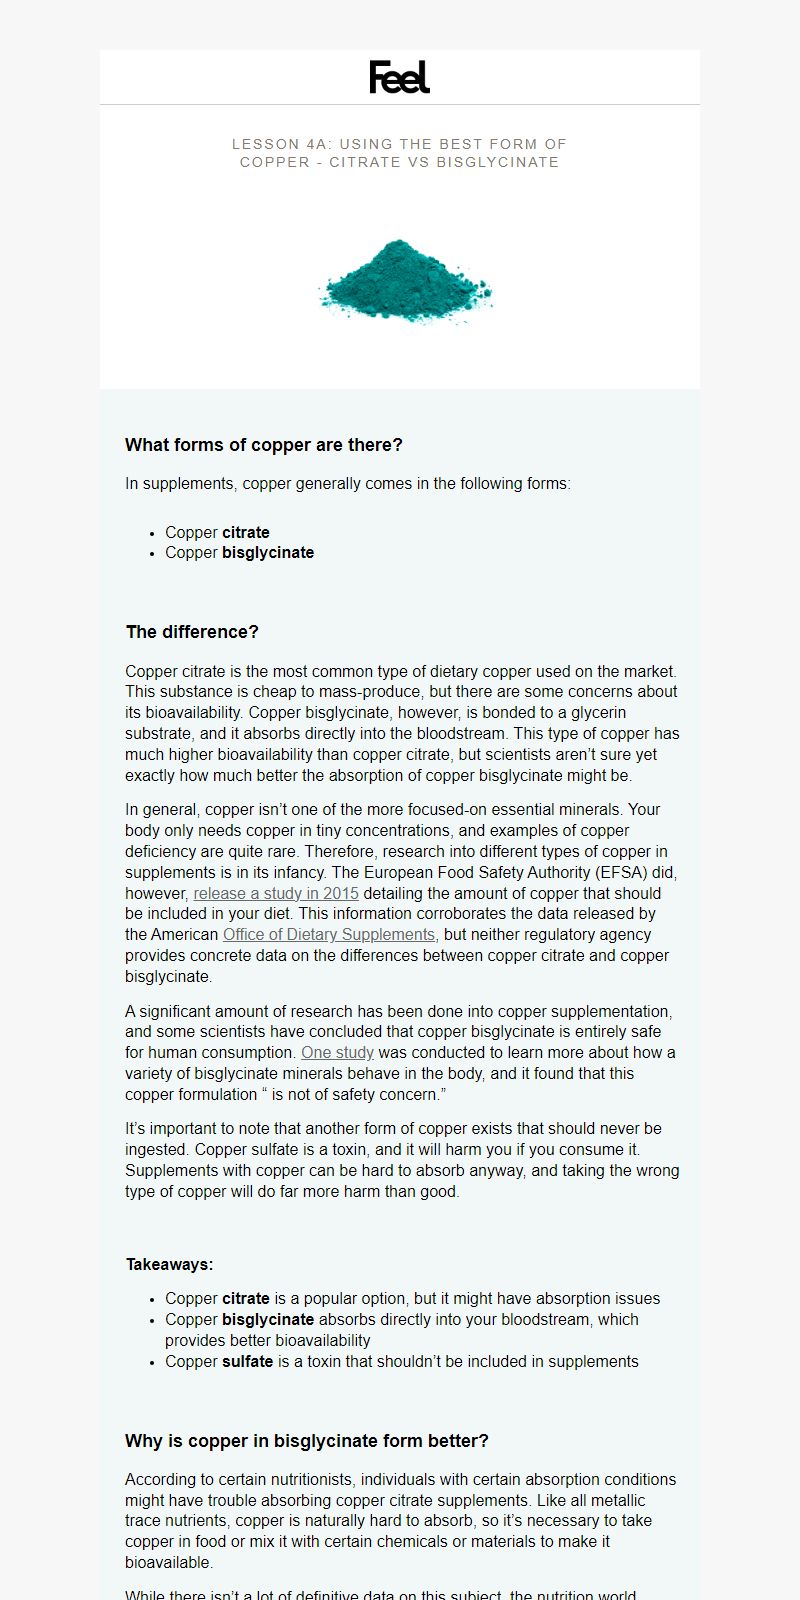 Feel
LESSON 4A: USING THE BEST FORM OF
COPPER - CITRATE VS BISGLYCINATE
What forms of copper are there?
In supplements, copper generally comes in the following forms:
• Copper citrate
• Copper bisglycinate
The difference?
Copper citrate is the most common type of dietary copper used on the market.
This substance is cheap to mass-produce, but there are some concerns about
its bioavailability. Copper bisglycinate, however, is bonded to a glycerin
substrate, and it absorbs directly into the bloodstream. This type of copper has
much higher bioavailability than copper citrate, but scientists aren’t sure yet
exactly how much better the absorption of copper bisglycinate might be.
In general, copper isn’t one of the more focused-on essential minerals. Your
body only needs copper in tiny concentrations, and examples of copper
deficiency are quite rare. Therefore, research into different types of copper in
supplements is in its infancy. The European Food Safety Authority (EFSA) did,
however, release a study in 2015 detailing the amount of copper that should
be included in your diet. This information corroborates the data released by
the American Office of Dietary Supplements, but neither regulatory agency
provides concrete data on the differences between copper citrate and copper
bisglycinate.
A significant amount of research has been done into copper supplementation,
and some scientists have concluded that copper bisglycinate is entirely safe
for human consumption. One study was conducted to learn more about how a
variety of bisglycinate minerals behave in the body, and it found that this
copper formulation “ is not of safety concern.”
It’s important to note that another form of copper exists that should never be
ingested. Copper sulfate is a toxin, and it will harm you if you consume it.
Supplements with copper can be hard to absorb anyway, and taking the wrong
type of copper will do far more harm than good.
Takeaways:
• Copper citrate is a popular option, but it might have absorption issues
• Copper bisglycinate absorbs directly into your bloodstream, which
provides better bioavailability
• Copper sulfate is a toxin that shouldn’t be included in supplements
Why is copper in bisglycinate form better?
According to certain nutritionists, individuals with certain absorption conditions
might have trouble absorbing copper citrate supplements. Like all metallic
trace nutrients, copper is naturally hard to absorb, so it’s necessary to take
copper in food or mix it with certain chemicals or materials to make it
bioavailable.
While there isn’t a lot of definitive data on this subject, the nutrition world